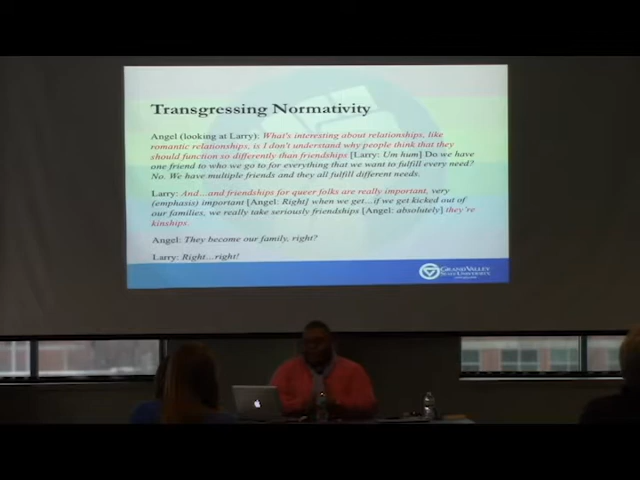 Transgressing Normativity
Angel (looking at Larry): What's interesting about relationships, like
romantic relationships, is I don't understand why people think that they
should function so differently than friendships [Larry: Um hum] Do we have
one friend to who we go to for everything that we want to fulfill every need?
No. We have multiple friends and they all fulfill different needs.
Larry: And…and friendships for queer folks are really important, very
(emphasis) important [Angel: Right] when we get…if we get kicked out of
our families, we really take seriously friendships [Angel: absolutely] they're
kinships.
Angel: They become our family, right?
Larry: Right…right!
GRAND VALLEY
STATE UNIVERSITY